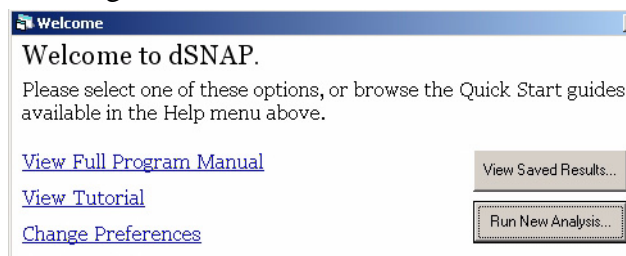 Welcome
Welcome to dSNAP.
Please select one of these options, or browse the Quick Start guides
available in the Help menu above.
View Full Program Manual
View Saved Results...
View Tutorial
Run New Analysis...
Change Preferences